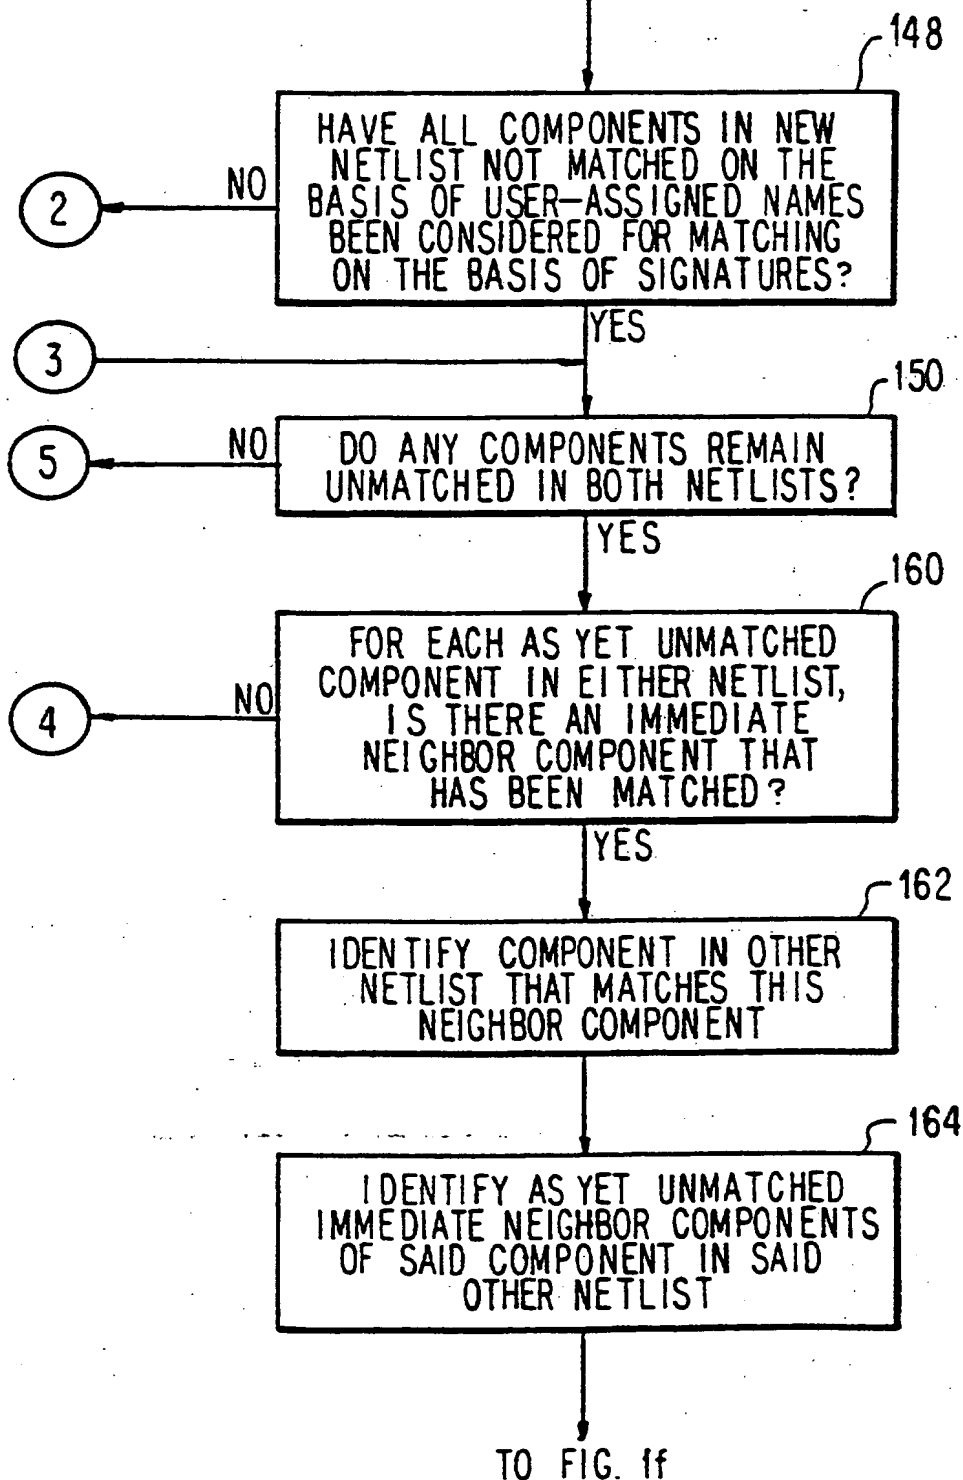 148
HAVE ALL COMPONENTS IN NEW
NETLIST NOT MATCHED ON THE
BASIS OF USER-ASSIGNED NAMES
BEEN CONSIDERED FOR MATCHING
ON THE BASIS OF SIGNATURES?
NO
2
YES
3
150
DO ANY COMPONENTS REMAIN
UNMATCHED IN BOTH NETLISTS?
NO
5
YES
160
FOR EACH AS YET UNMATCHED
COMPONENT IN EITHER NETLIST,
IS THERE AN IMMEDIATE
NEIGHBOR COMPONENT THAT
HAS BEEN MATCHED?
NO
4
YES
162
IDENTIFY COMPONENT IN OTHER
NETLIST THAT MATCHES THIS
NEIGHBOR COMPONENT
164
IDENTIFY AS YET UNMATCHED
IMMEDIATE NEIGHBOR COMPONENTS
OF SAID COMPONENT IN SAID
OTHER NETLIST
TO FIG. 1f